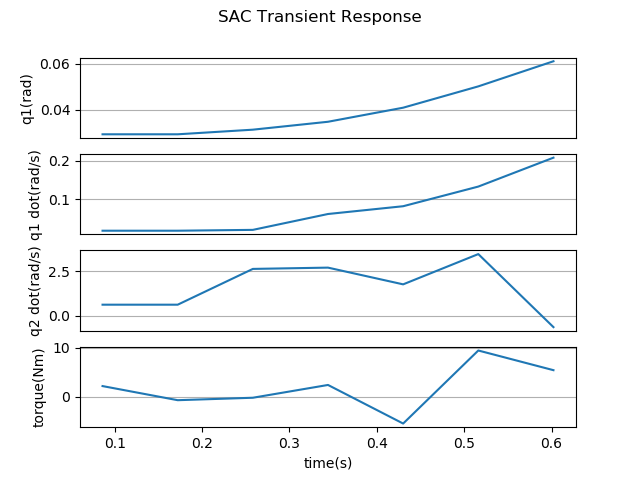 SAC Transient Response
q1(rad)
0.06
0.04
q1 dot(rad/s)
0.2
0.1
q2 dot(rad/s)
2.5
0.0
torque(Nm)
10
0
0.1 0.2 0.3 0.4 0.5 0.6
time(s)